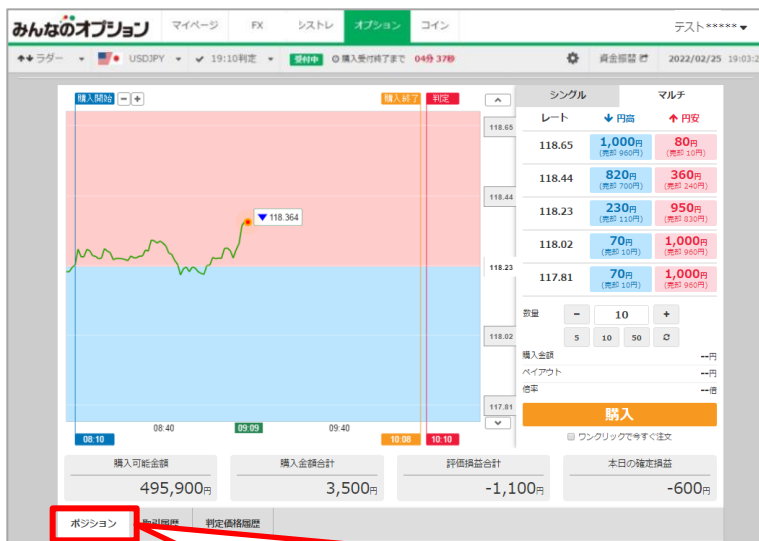 みんなのオプション マイページ FX シストレ オプション コイン テスト*****▼
ラダー USDJPY 19:10判定 受付中 購入受付終了まで 04分 37秒 資金振替 2022/02/25 19:03:2
購入開始 − + 購入終了 判定
シングル マルチ
レート 円高 円安
118.65 1,000円 80円
(売却 960円) (売却 10円)
118.44 820円 360円
(売却 700円) (売却 240円)
118.23 230円 950円
(売却 110円) (売却 830円)
118.02 70円 1,000円
(売却 10円) (売却 960円)
117.81 70円 1,000円
(売却 10円) (売却 960円)
118.65
118.44
▼ 118.364
118.23
118.02
117.81
数量 − 10 +
5 10 50
購入金額 --円
ペイアウト --円
倍率 --倍
購入
ワンクリックで今すぐ注文
08:40 09:09 09:40
08:10 10:08 10:10
購入可能金額 購入金額合計 評価損益合計 本日の確定損益
495,900円 3,500円 -1,100円 -600円
ポジション 取引履歴 判定価格履歴